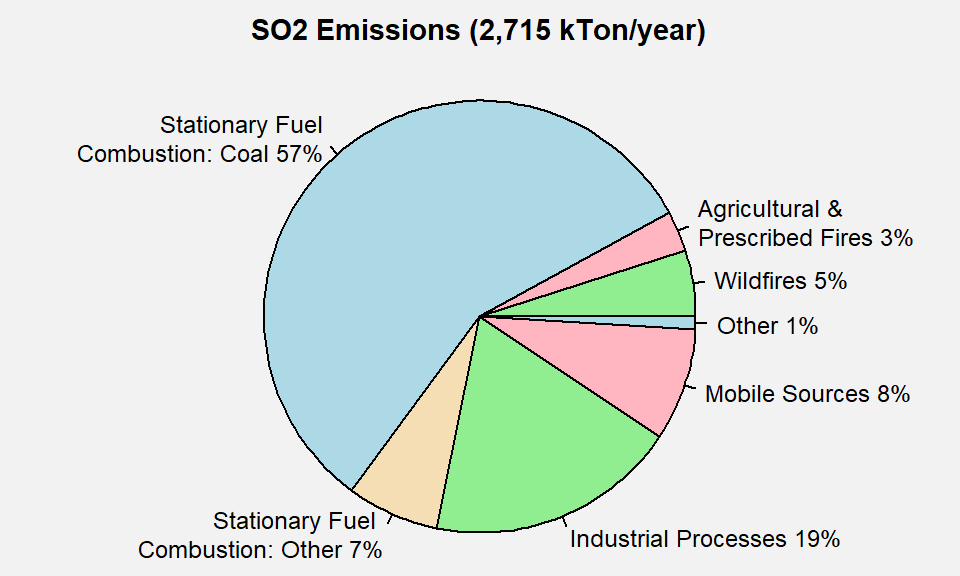 SO2 Emissions (2,715 kTon/year)
Stationary Fuel
Combustion: Coal 57%
Agricultural &
Prescribed Fires 3%
Wildfires 5%
Other 1%
Mobile Sources 8%
Stationary Fuel
Combustion: Other 7%
Industrial Processes 19%